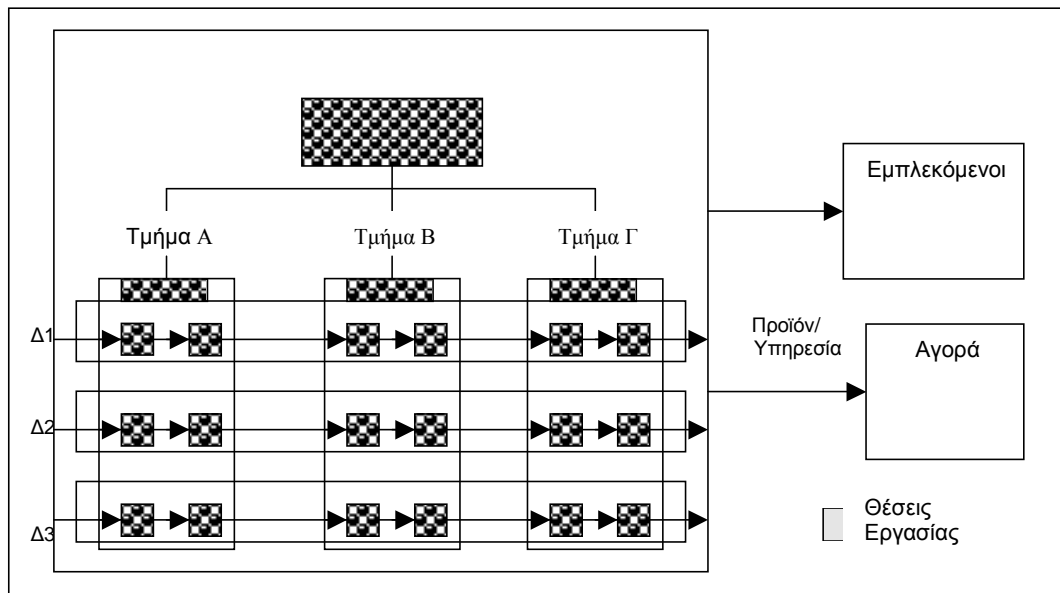 Εμπλεκόμενοι
Τμήμα Α
Τμήμα Β
Τμήμα Γ
Δ1
Προϊόν/
Υπηρεσία
Αγορά
Δ2
Δ3
Θέσεις
Εργασίας